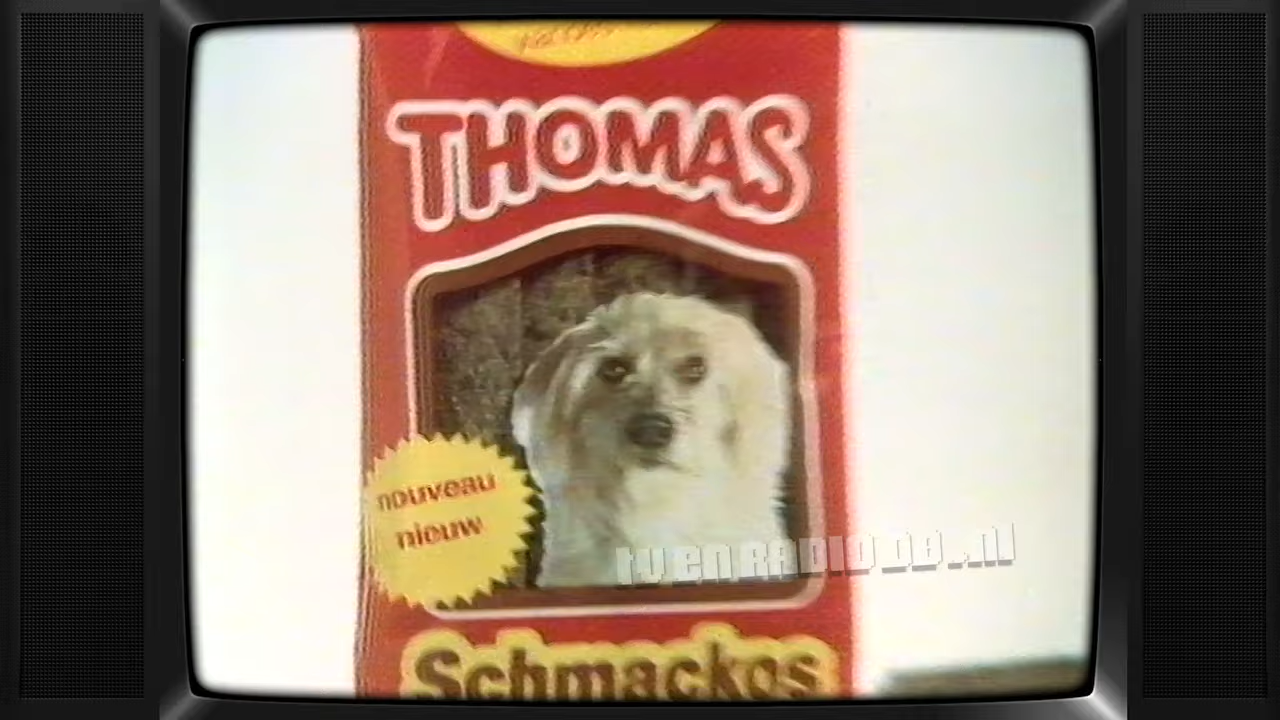 THOMAS
nouveau
nieuw
tvenradiodb.nl
Schmackos